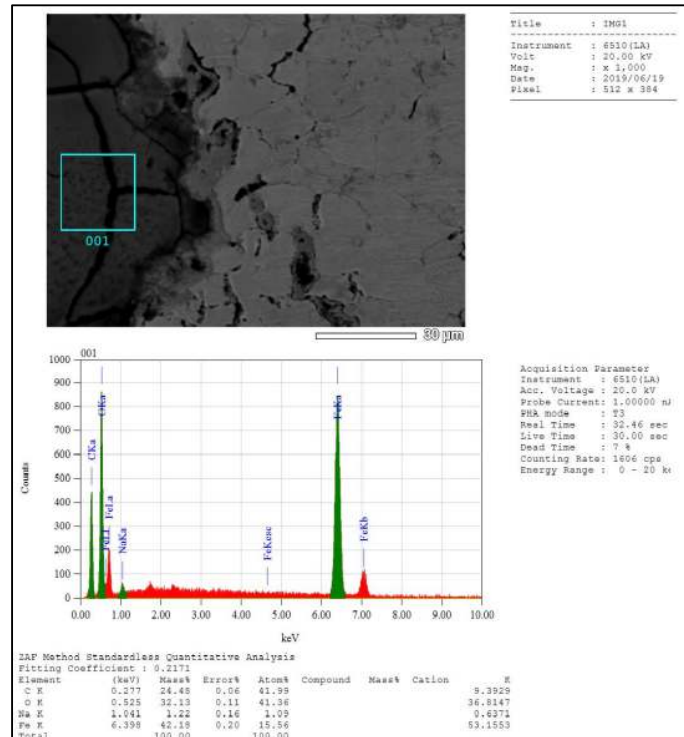 Title : IMG1
Instrument : 6510(LA)
Volt : 20.00 kV
Mag. : x 1,000
Date : 2019/06/19
Pixel : 512 x 384
001
30 µm
001
1000
900
800
700
600
500
400
300
200
100
0
Counts
CKa
OKa
FeLl
FeLa
NaKa
FeKesc
FeKa
FeKb
0.00 1.00 2.00 3.00 4.00 5.00 6.00 7.00 8.00 9.00 10.00
keV
Acquisition Parameter
Instrument : 6510(LA)
Acc. Voltage : 20.0 kV
Probe Current: 1.00000 nA
PHA mode : T3
Real Time : 32.46 sec
Live Time : 30.00 sec
Dead Time : 7 %
Counting Rate: 1606 cps
Energy Range : 0 - 20 ke
ZAF Method Standardless Quantitative Analysis
Fitting Coefficient : 0.2171
Element (keV) Mass% Error% Atom% Compound Mass% Cation K
C K 0.277 24.45 0.06 41.99 9.3929
O K 0.525 32.13 0.11 41.36 36.8147
Na K 1.041 1.22 0.16 1.09 0.6371
Fe K 6.398 42.19 0.20 15.56 53.1553
Total 100.00 100.00